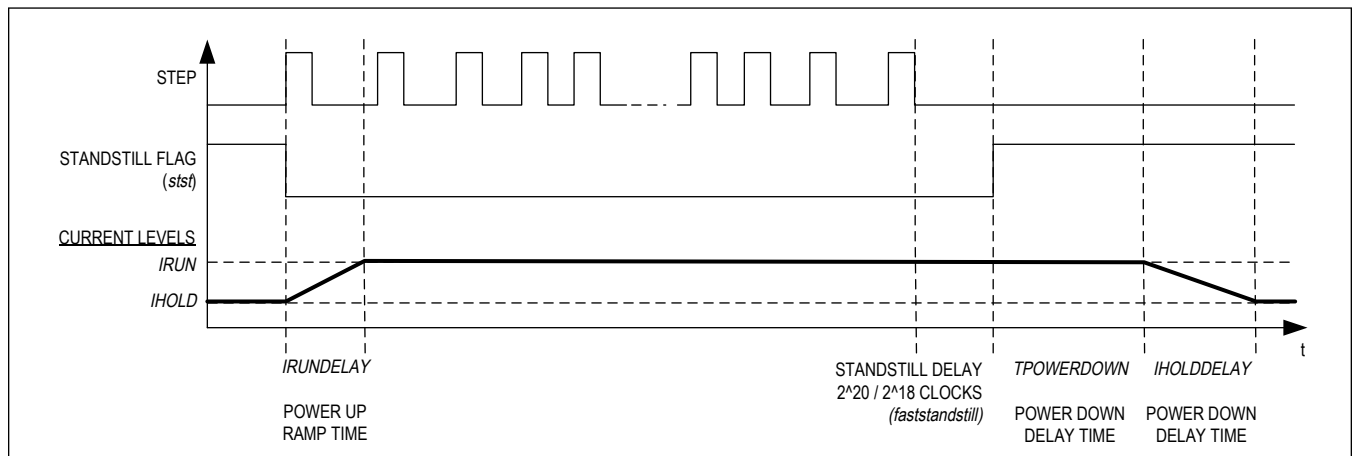 STEP
STANDSTILL FLAG
(stst)
CURRENT LEVELS
IRUN
IHOLD
t
IRUNDELAY
POWER UP
RAMP TIME
STANDSTILL DELAY
2^20 / 2^18 CLOCKS
(faststandstill)
TPOWERDOWN
POWER DOWN
DELAY TIME
IHOLDDELAY
POWER DOWN
DELAY TIME